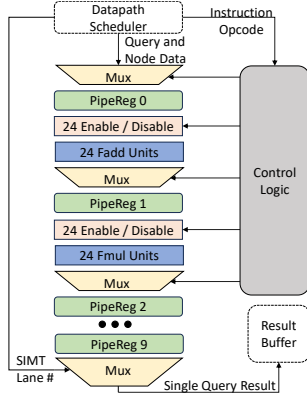 Datapath
Scheduler
Instruction
Opcode
Query and
Node Data
Mux
PipeReg 0
24 Enable / Disable
24 Fadd Units
Mux
Control
Logic
PipeReg 1
24 Enable / Disable
24 Fmul Units
Mux
PipeReg 2
PipeReg 9
Result
Buffer
SIMT
Lane #
Mux
Single Query Result